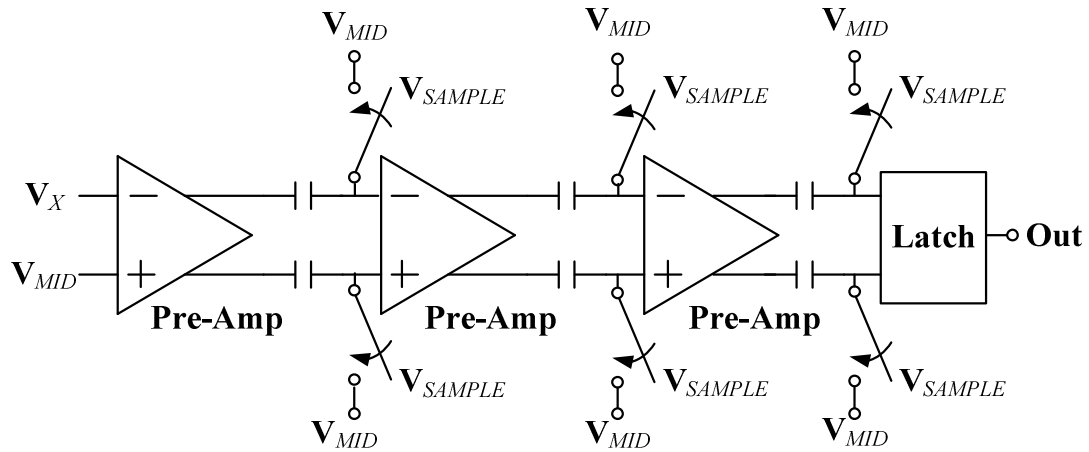 V_MID V_MID V_MID
V_SAMPLE V_SAMPLE V_SAMPLE
V_X − − −
Latch Out
V_MID + + +
Pre-Amp Pre-Amp Pre-Amp
V_SAMPLE V_SAMPLE V_SAMPLE
V_MID V_MID V_MID